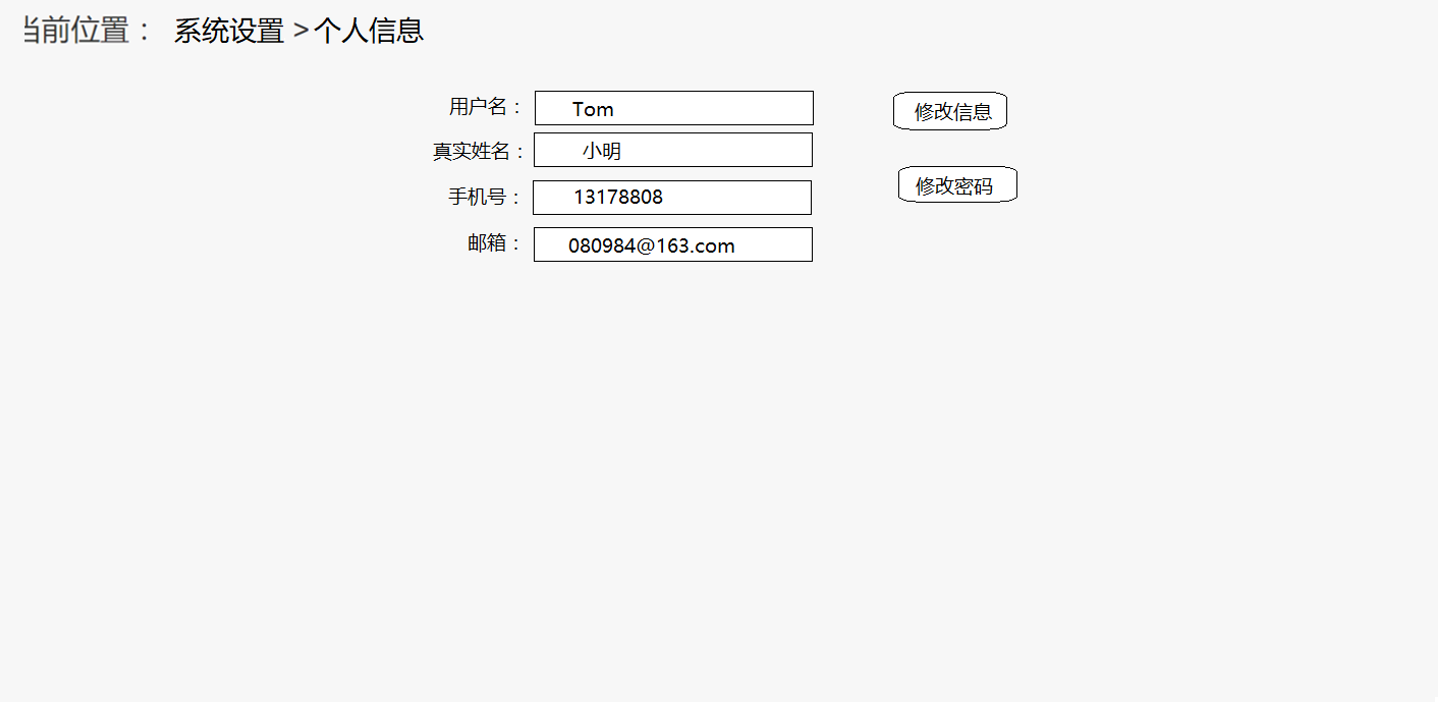 当前位置： 系统设置 >个人信息
用户名： Tom 修改信息
真实姓名： 小明
修改密码
手机号： 13178808
邮箱： 080984@163.com